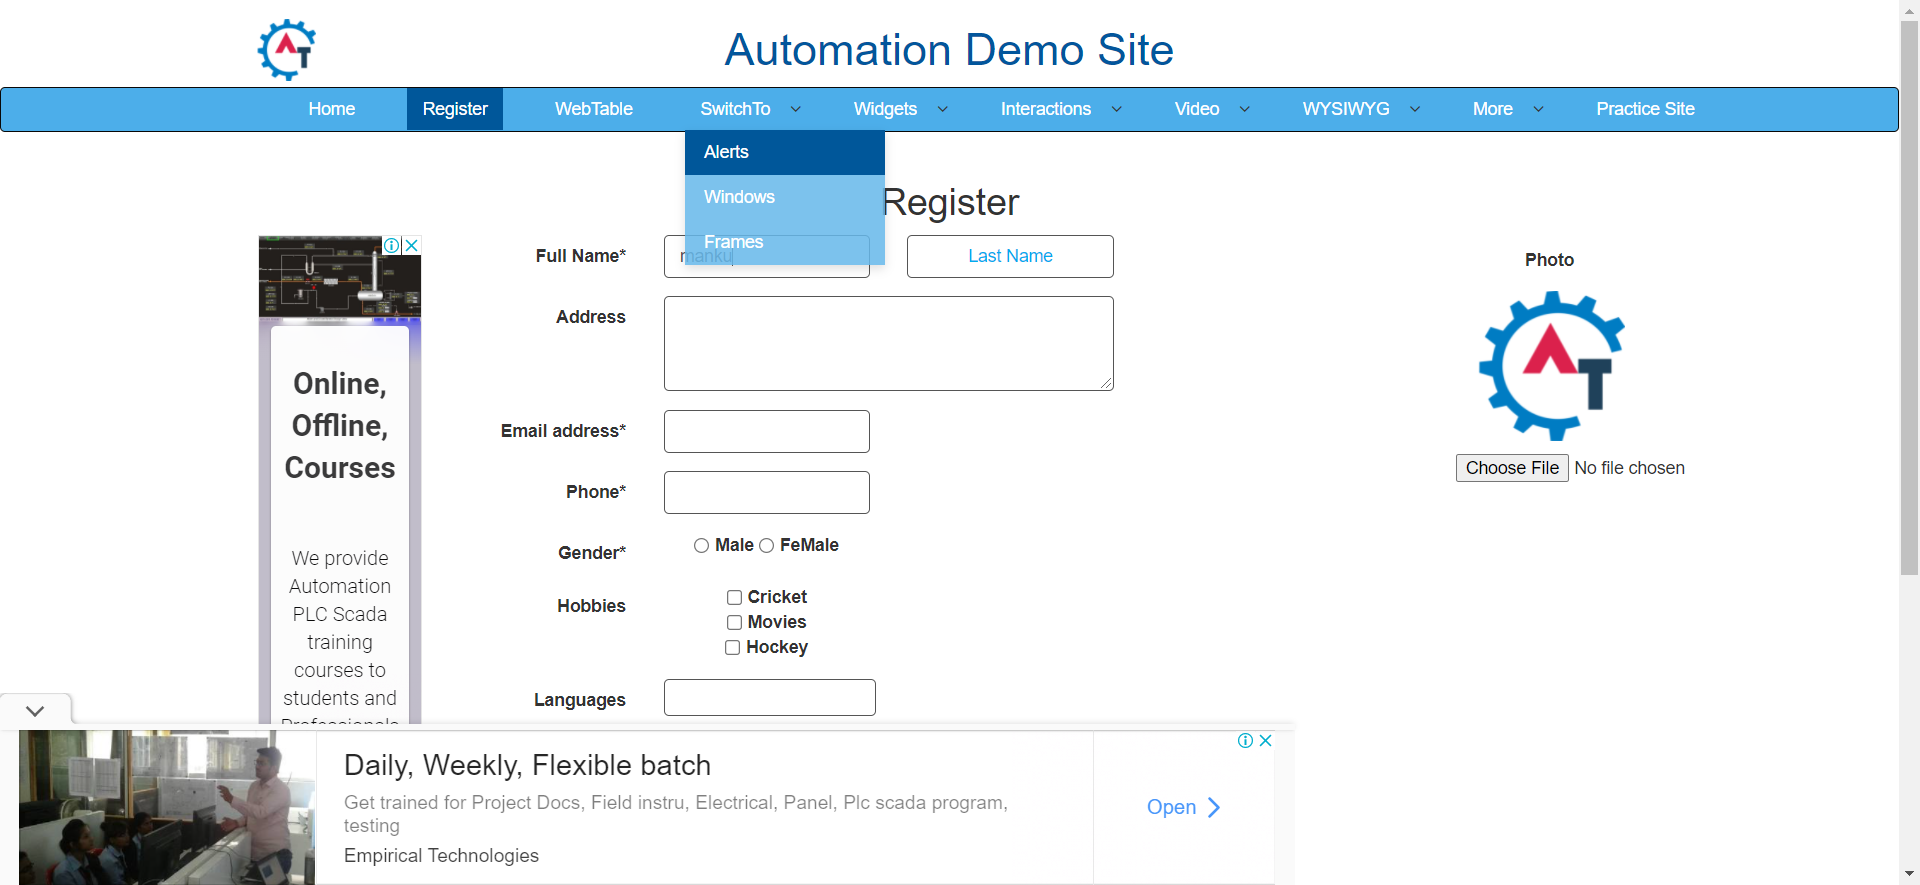 Automation Demo Site
Home
Register
WebTable
SwitchTo
Widgets
Interactions
Video
WYSIWYG
More
Practice Site
Alerts
Windows
Frames
Register
Full Name*
manku
Last Name
Address
Email address*
Phone*
Gender*
Male
FeMale
Hobbies
Cricket
Movies
Hockey
Languages
Photo
AT
Choose File
No file chosen
Online,
Offline,
Courses
We provide
Automation
PLC Scada
training
courses to
students and
Professionals
Daily, Weekly, Flexible batch
Get trained for Project Docs, Field instru, Electrical, Panel, Plc scada program,
testing
Empirical Technologies
Open